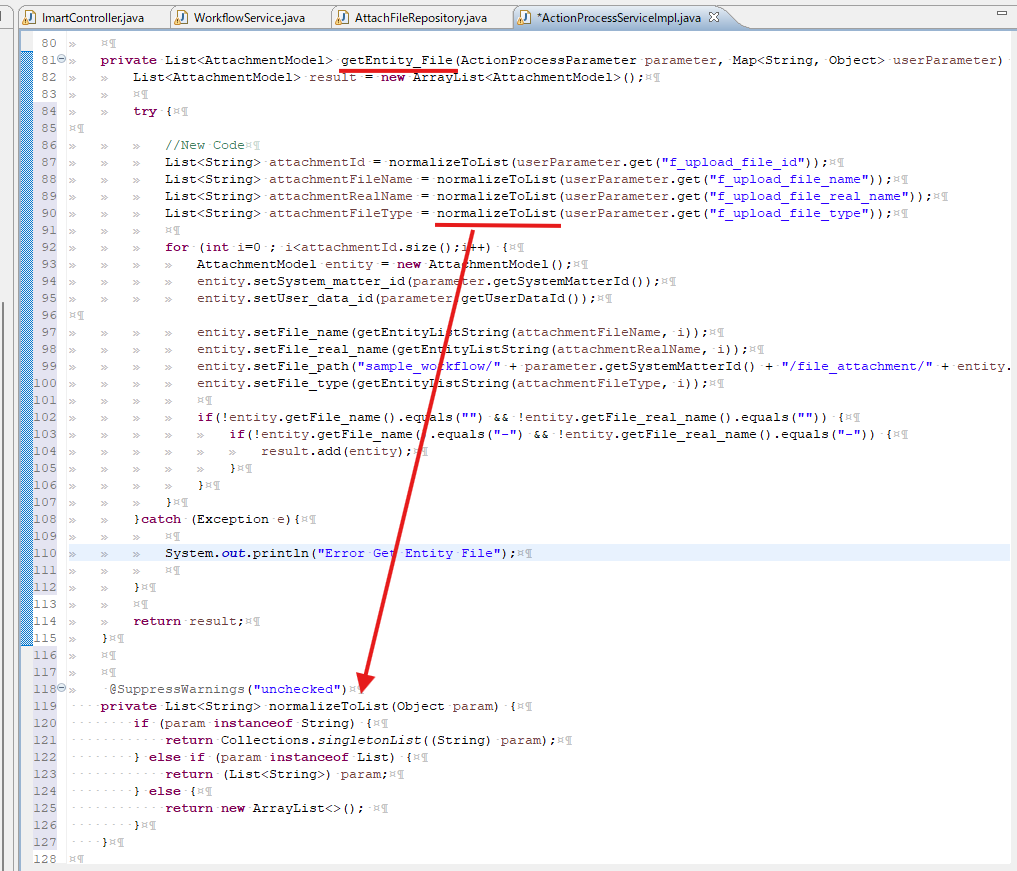 ImartController.java WorkflowService.java AttachFileRepository.java *ActionProcessServiceImpl.java
80
81 private List<AttachmentModel> getEntity_File(ActionProcessParameter parameter, Map<String, Object> userParameter)
82 List<AttachmentModel> result = new ArrayList<AttachmentModel>();
83
84 try {
85
86 //New Code
87 List<String> attachmentId = normalizeToList(userParameter.get("f_upload_file_id"));
88 List<String> attachmentFileName = normalizeToList(userParameter.get("f_upload_file_name"));
89 List<String> attachmentRealName = normalizeToList(userParameter.get("f_upload_file_real_name"));
90 List<String> attachmentFileType = normalizeToList(userParameter.get("f_upload_file_type"));
91
92 for (int i=0 ; i<attachmentId.size();i++) {
93 AttachmentModel entity = new AttachmentModel();
94 entity.setSystem_matter_id(parameter.getSystemMatterId());
95 entity.setUser_data_id(parameter.getUserDataId());
96
97 entity.setFile_name(getEntityListString(attachmentFileName, i));
98 entity.setFile_real_name(getEntityListString(attachmentRealName, i));
99 entity.setFile_path("sample_workflow/" + parameter.getSystemMatterId() + "/file_attachment/" + entity.
100 entity.setFile_type(getEntityListString(attachmentFileType, i));
101
102 if(!entity.getFile_name().equals("") && !entity.getFile_real_name().equals("")) {
103 if(!entity.getFile_name().equals("-") && !entity.getFile_real_name().equals("-")) {
104 result.add(entity);
105 }
106 }
107 }
108 }catch (Exception e){
109
110 System.out.println("Error Get Entity File");
111
112 }
113
114 return result;
115 }
116
117
118 @SuppressWarnings("unchecked")
119 private List<String> normalizeToList(Object param) {
120 if (param instanceof String) {
121 return Collections.singletonList((String) param);
122 } else if (param instanceof List) {
123 return (List<String>) param;
124 } else {
125 return new ArrayList<>();
126 }
127 }
128